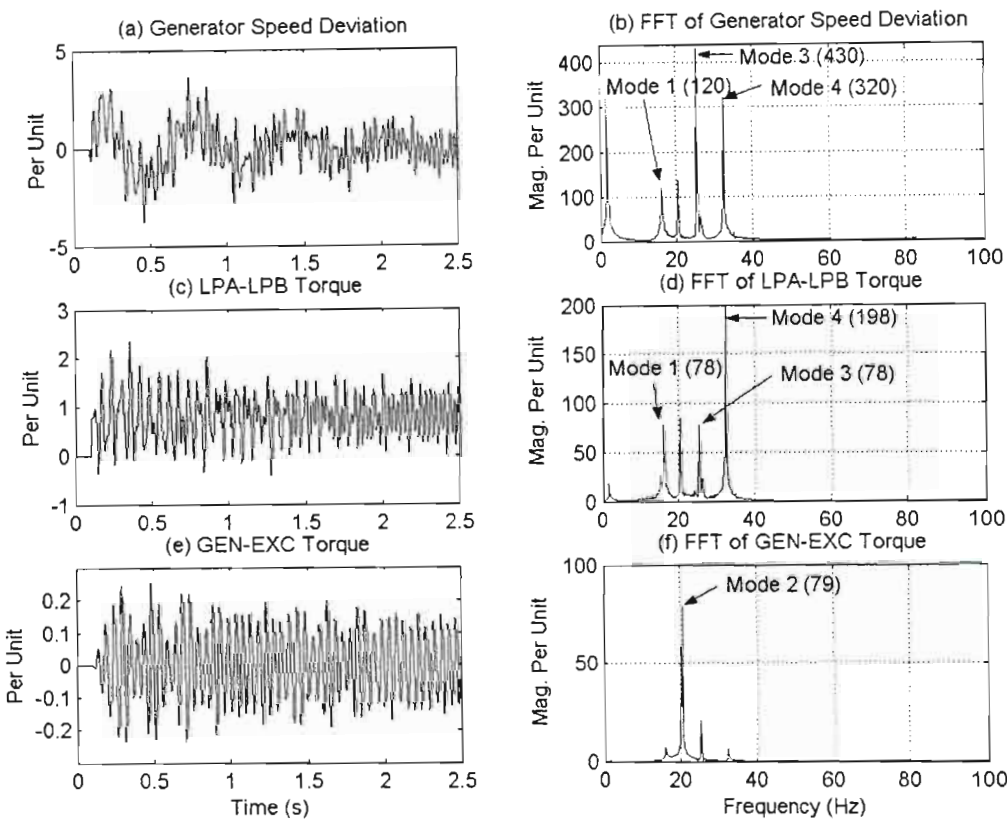 (a) Generator Speed Deviation
5
0
-5
Per Unit
0 0.5 1 1.5 2 2.5
(b) FFT of Generator Speed Deviation
Mode 3 (430)
Mode 1 (120)
Mode 4 (320)
400
300
200
100
0
Mag. Per Unit
0 20 40 60 80 100
(c) LPA-LPB Torque
3
2
1
0
-1
Per Unit
0 0.5 1 1.5 2 2.5
(d) FFT of LPA-LPB Torque
Mode 4 (198)
Mode 1 (78)
Mode 3 (78)
200
150
100
50
0
Mag. Per Unit
0 20 40 60 80 100
(e) GEN-EXC Torque
0.2
0.1
0
-0.1
-0.2
Per Unit
0 0.5 1 1.5 2 2.5
Time (s)
(f) FFT of GEN-EXC Torque
Mode 2 (79)
100
50
0
Mag. Per Unit
0 20 40 60 80 100
Frequency (Hz)